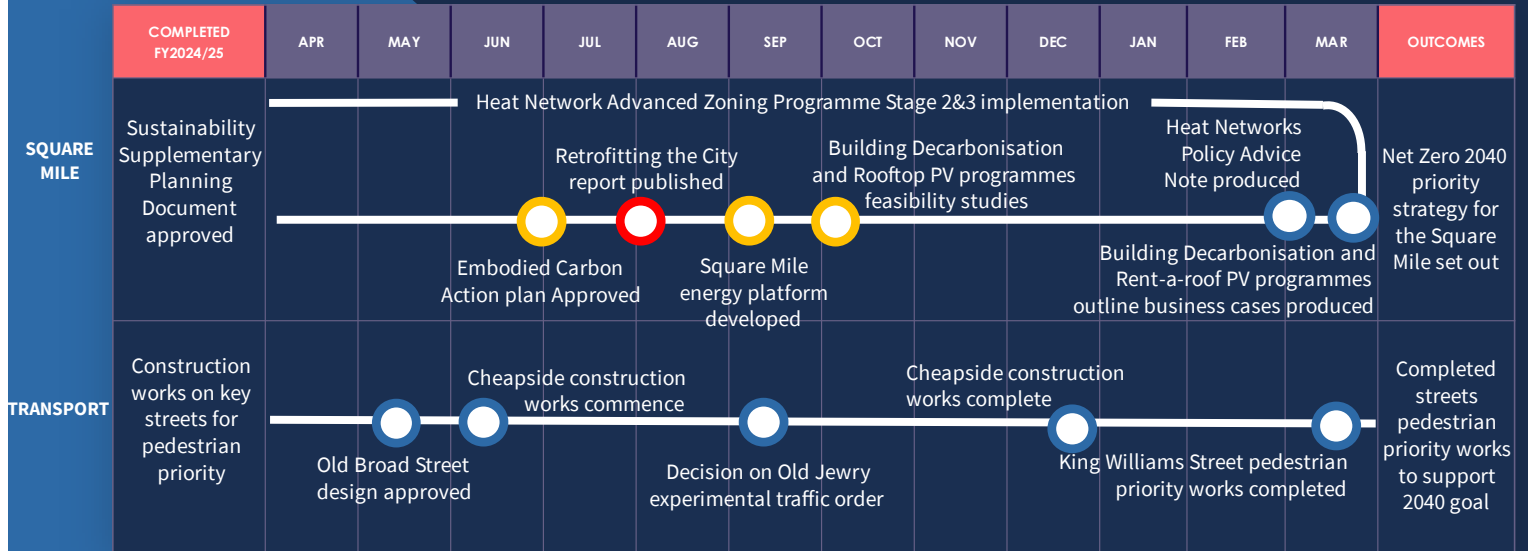 COMPLETED
FY2024/25
APR
MAY
JUN
JUL
AUG
SEP
OCT
NOV
DEC
JAN
FEB
MAR
OUTCOMES
SQUARE
MILE
Sustainability
Supplementary
Planning
Document
approved
Heat Network Advanced Zoning Programme Stage 2&3 implementation
Embodied Carbon
Action plan Approved
Retrofitting the City
report published
Square Mile
energy platform
developed
Building Decarbonisation
and Rooftop PV programmes
feasibility studies
Heat Networks
Policy Advice
Note produced
Building Decarbonisation and
Rent-a-roof PV programmes
outline business cases produced
Net Zero 2040
priority
strategy for
the Square
Mile set out
TRANSPORT
Construction
works on key
streets for
pedestrian
priority
Old Broad Street
design approved
Cheapside construction
works commence
Decision on Old Jewry
experimental traffic order
Cheapside construction
works complete
King Williams Street pedestrian
priority works completed
Completed
streets
pedestrian
priority works
to support
2040 goal